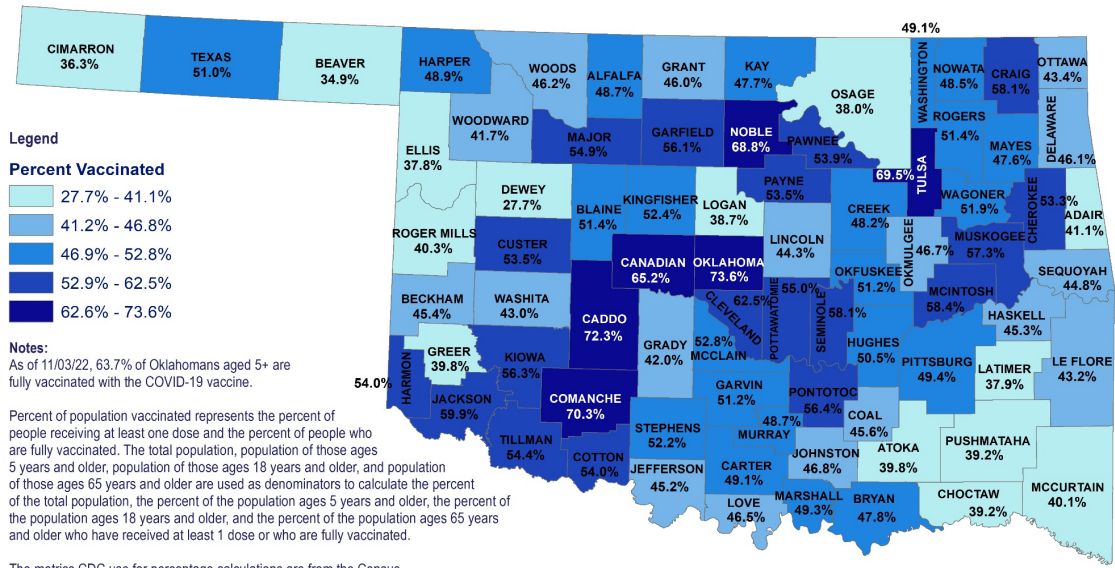 49.1%
CIMARRON
36.3%
TEXAS
51.0%
BEAVER
34.9%
HARPER
48.9%
WOODS
46.2%
ALFALFA
48.7%
GRANT
46.0%
KAY
47.7%
OSAGE
38.0%
WASHINGTON
NOWATA
48.5%
CRAIG
58.1%
OTTAWA
43.4%
WOODWARD
41.7%
MAJOR
54.9%
GARFIELD
56.1%
NOBLE
68.8%
PAWNEE
53.9%
ROGERS
51.4%
MAYES
47.6%
DELAWARE
46.1%
ELLIS
37.8%
DEWEY
27.7%
BLAINE
51.4%
KINGFISHER
52.4%
LOGAN
38.7%
PAYNE
53.5%
CREEK
48.2%
69.5%
TULSA
WAGONER
51.9%
CHEROKEE
53.3%
ADAIR
41.1%
ROGER MILLS
40.3%
CUSTER
53.5%
CANADIAN
65.2%
OKLAHOMA
73.6%
LINCOLN
44.3%
OKMULGEE
46.7%
MUSKOGEE
57.3%
SEQUOYAH
44.8%
BECKHAM
45.4%
WASHITA
43.0%
CADDO
72.3%
CLEVELAND
62.5%
POTTAWATOMIE
55.0%
SEMINOLE
58.1%
OKFUSKEE
51.2%
MCINTOSH
58.4%
HASKELL
45.3%
GREER
39.8%
KIOWA
56.3%
GRADY
42.0%
52.8%
MCCLAIN
HUGHES
50.5%
PITTSBURG
49.4%
LATIMER
37.9%
LE FLORE
43.2%
54.0%
HARMON
JACKSON
59.9%
COMANCHE
70.3%
GARVIN
51.2%
PONTOTOC
56.4%
COAL
45.6%
TILLMAN
54.4%
COTTON
54.0%
STEPHENS
52.2%
48.7%
MURRAY
JOHNSTON
46.8%
ATOKA
39.8%
PUSHMATAHA
39.2%
JEFFERSON
45.2%
CARTER
49.1%
LOVE
46.5%
MARSHALL
49.3%
BRYAN
47.8%
CHOCTAW
39.2%
MCCURTAIN
40.1%
Legend
Percent Vaccinated
27.7% - 41.1%
41.2% - 46.8%
46.9% - 52.8%
52.9% - 62.5%
62.6% - 73.6%
Notes:
As of 11/03/22, 63.7% of Oklahomans aged 5+ are
fully vaccinated with the COVID-19 vaccine.
Percent of population vaccinated represents the percent of
people receiving at least one dose and the percent of people who
are fully vaccinated. The total population, population of those ages
5 years and older, population of those ages 18 years and older, and population
of those ages 65 years and older are used as denominators to calculate the percent
of the total population, the percent of the population ages 5 years and older, the percent of
the population ages 18 years and older, and the percent of the population ages 65 years
and older who have received at least 1 dose or who are fully vaccinated.
The metrics CDC use for percentage calculations are from the Census